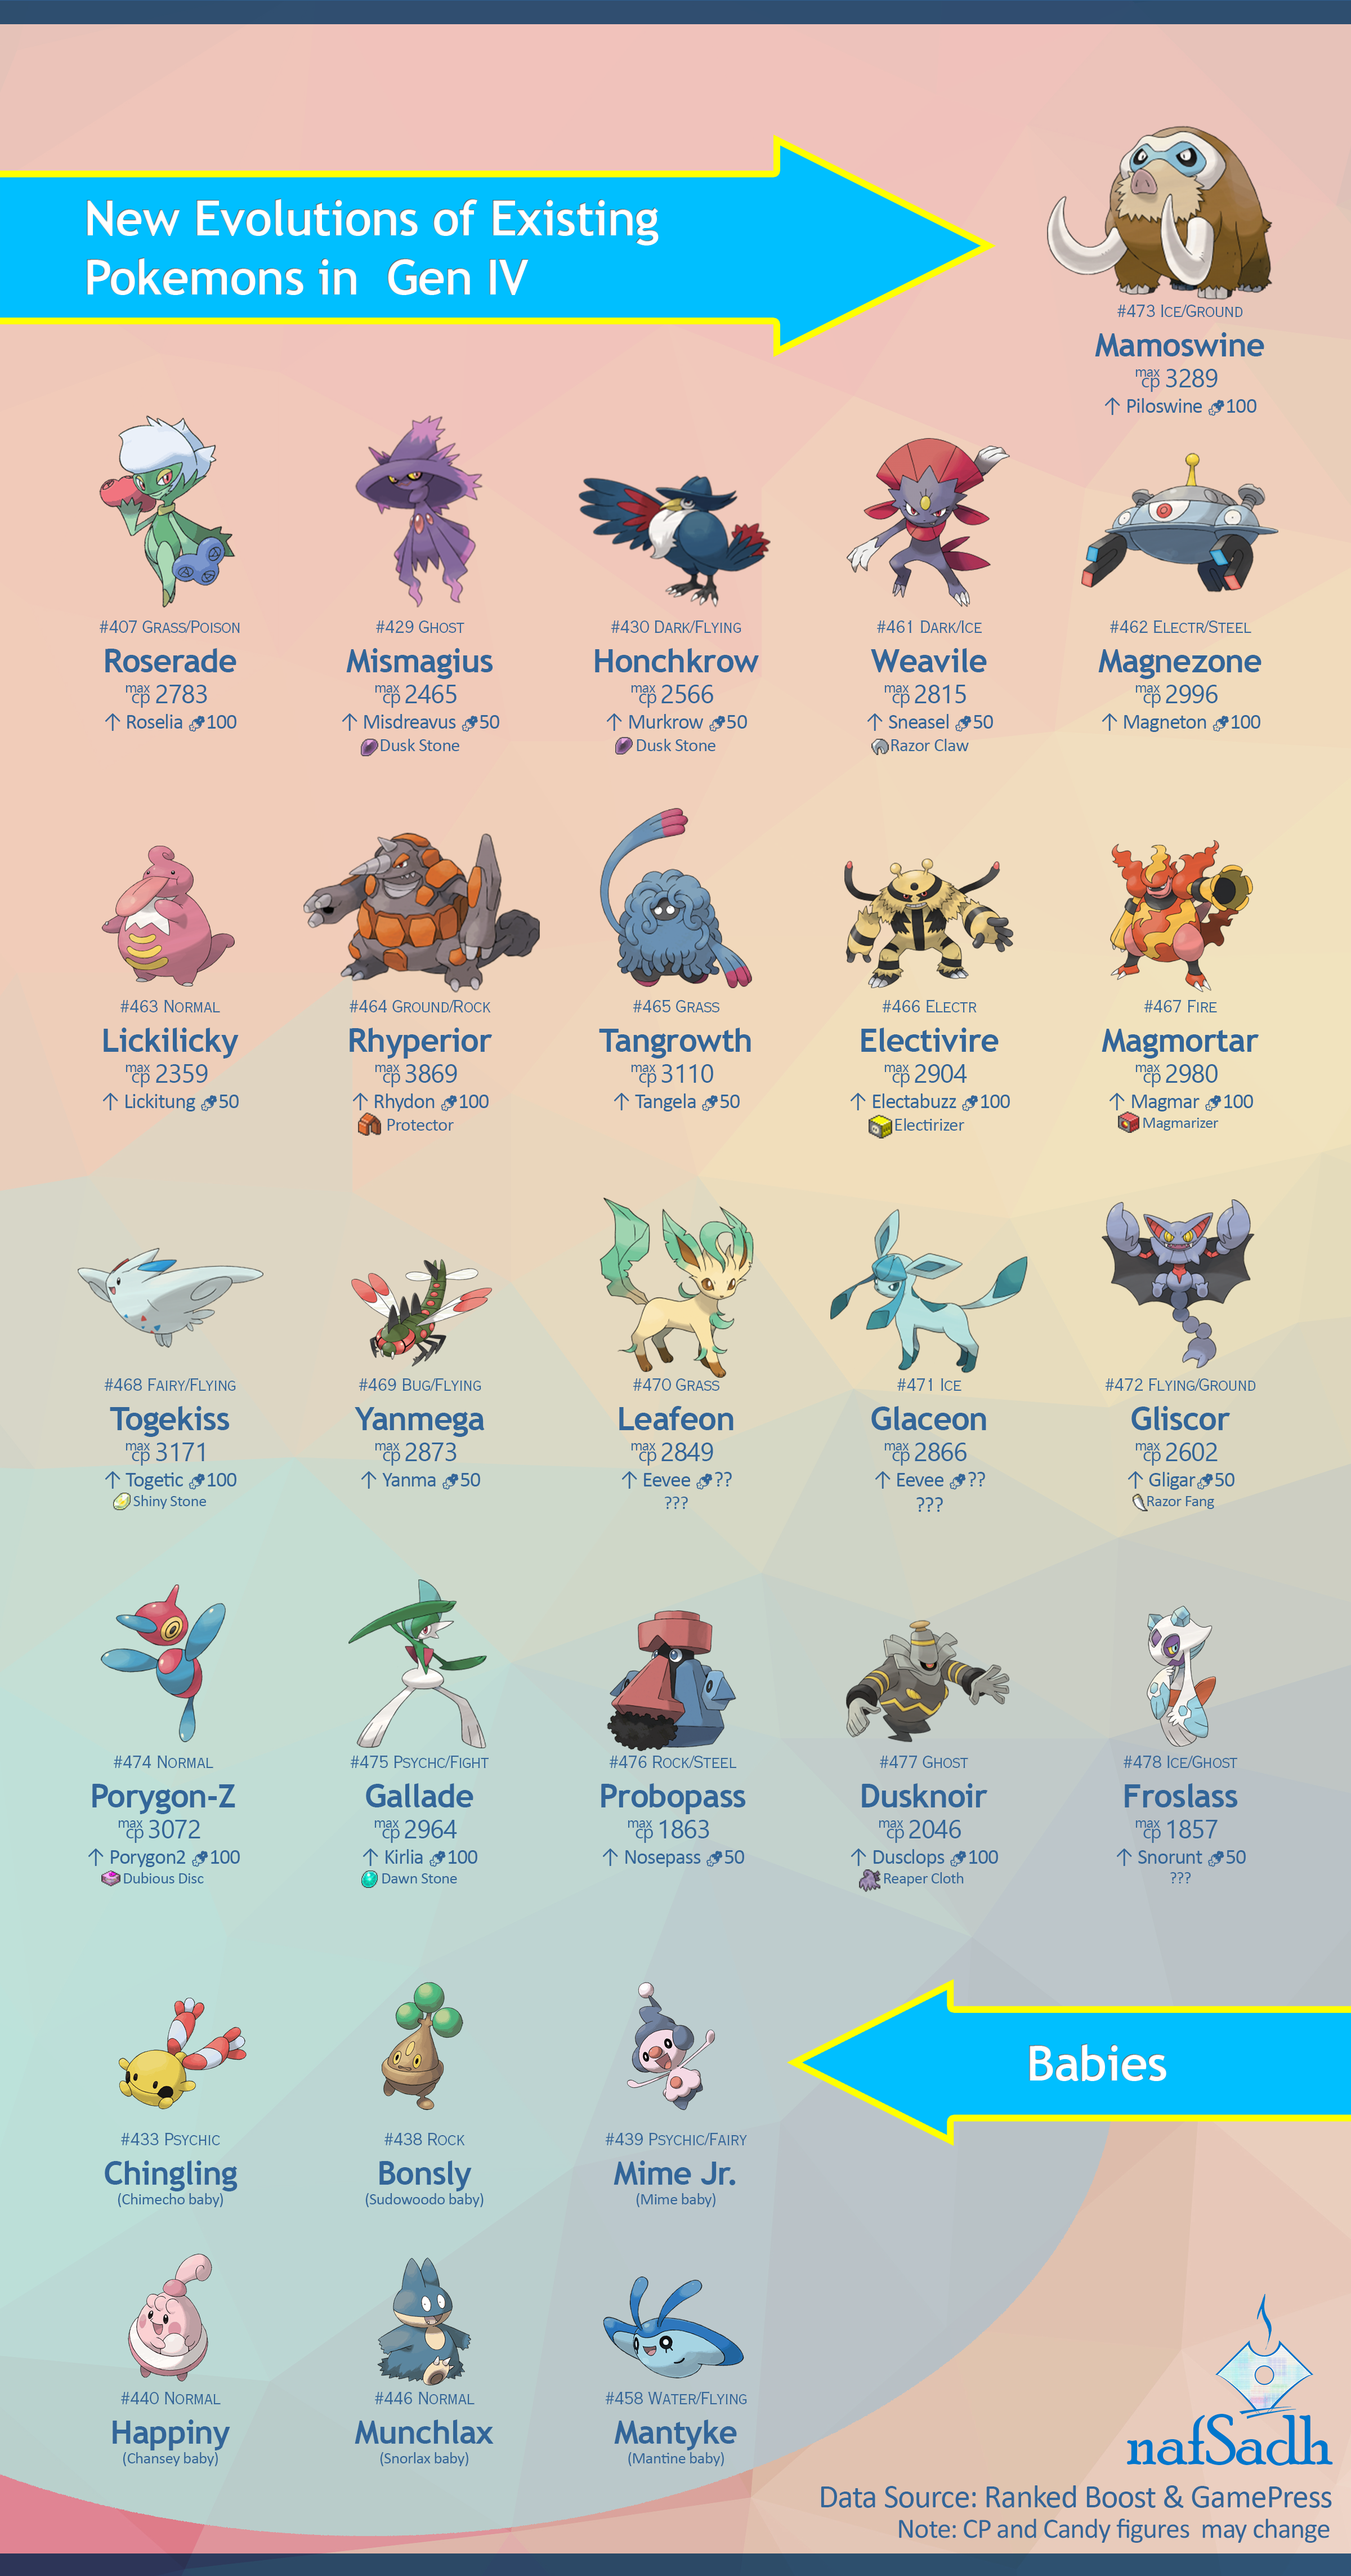 New Evolutions of Existing
Pokemons in Gen IV
#473 ICE/GROUND
Mamoswine
max cp 3289
↑ Piloswine 100
#407 GRASS/POISON
Roserade
max cp 2783
↑ Roselia 100
#429 GHOST
Mismagius
max cp 2465
↑ Misdreavus 50
Dusk Stone
#430 DARK/FLYING
Honchkrow
max cp 2566
↑ Murkrow 50
Dusk Stone
#461 DARK/ICE
Weavile
max cp 2815
↑ Sneasel 50
Razor Claw
#462 ELECTR/STEEL
Magnezone
max cp 2996
↑ Magneton 100
#463 NORMAL
Lickilicky
max cp 2359
↑ Lickitung 50
#464 GROUND/ROCK
Rhyperior
max cp 3869
↑ Rhydon 100
Protector
#465 GRASS
Tangrowth
max cp 3110
↑ Tangela 50
#466 ELECTR
Electivire
max cp 2904
↑ Electabuzz 100
Electirizer
#467 FIRE
Magmortar
max cp 2980
↑ Magmar 100
Magmarizer
#468 FAIRY/FLYING
Togekiss
max cp 3171
↑ Togetic 100
Shiny Stone
#469 BUG/FLYING
Yanmega
max cp 2873
↑ Yanma 50
#470 GRASS
Leafeon
max cp 2849
↑ Eevee ??
???
#471 ICE
Glaceon
max cp 2866
↑ Eevee ??
???
#472 FLYING/GROUND
Gliscor
max cp 2602
↑ Gligar 50
Razor Fang
#474 NORMAL
Porygon-Z
max cp 3072
↑ Porygon2 100
Dubious Disc
#475 PSYCHC/FIGHT
Gallade
max cp 2964
↑ Kirlia 100
Dawn Stone
#476 ROCK/STEEL
Probopass
max cp 1863
↑ Nosepass 50
#477 GHOST
Dusknoir
max cp 2046
↑ Dusclops 100
Reaper Cloth
#478 ICE/GHOST
Froslass
max cp 1857
↑ Snorunt 50
???
Babies
#433 PSYCHIC
Chingling
(Chimecho baby)
#438 ROCK
Bonsly
(Sudowoodo baby)
#439 PSYCHIC/FAIRY
Mime Jr.
(Mime baby)
#440 NORMAL
Happiny
(Chansey baby)
#446 NORMAL
Munchlax
(Snorlax baby)
#458 WATER/FLYING
Mantyke
(Mantine baby)
nafSadh
Data Source: Ranked Boost & GamePress
Note: CP and Candy figures may change